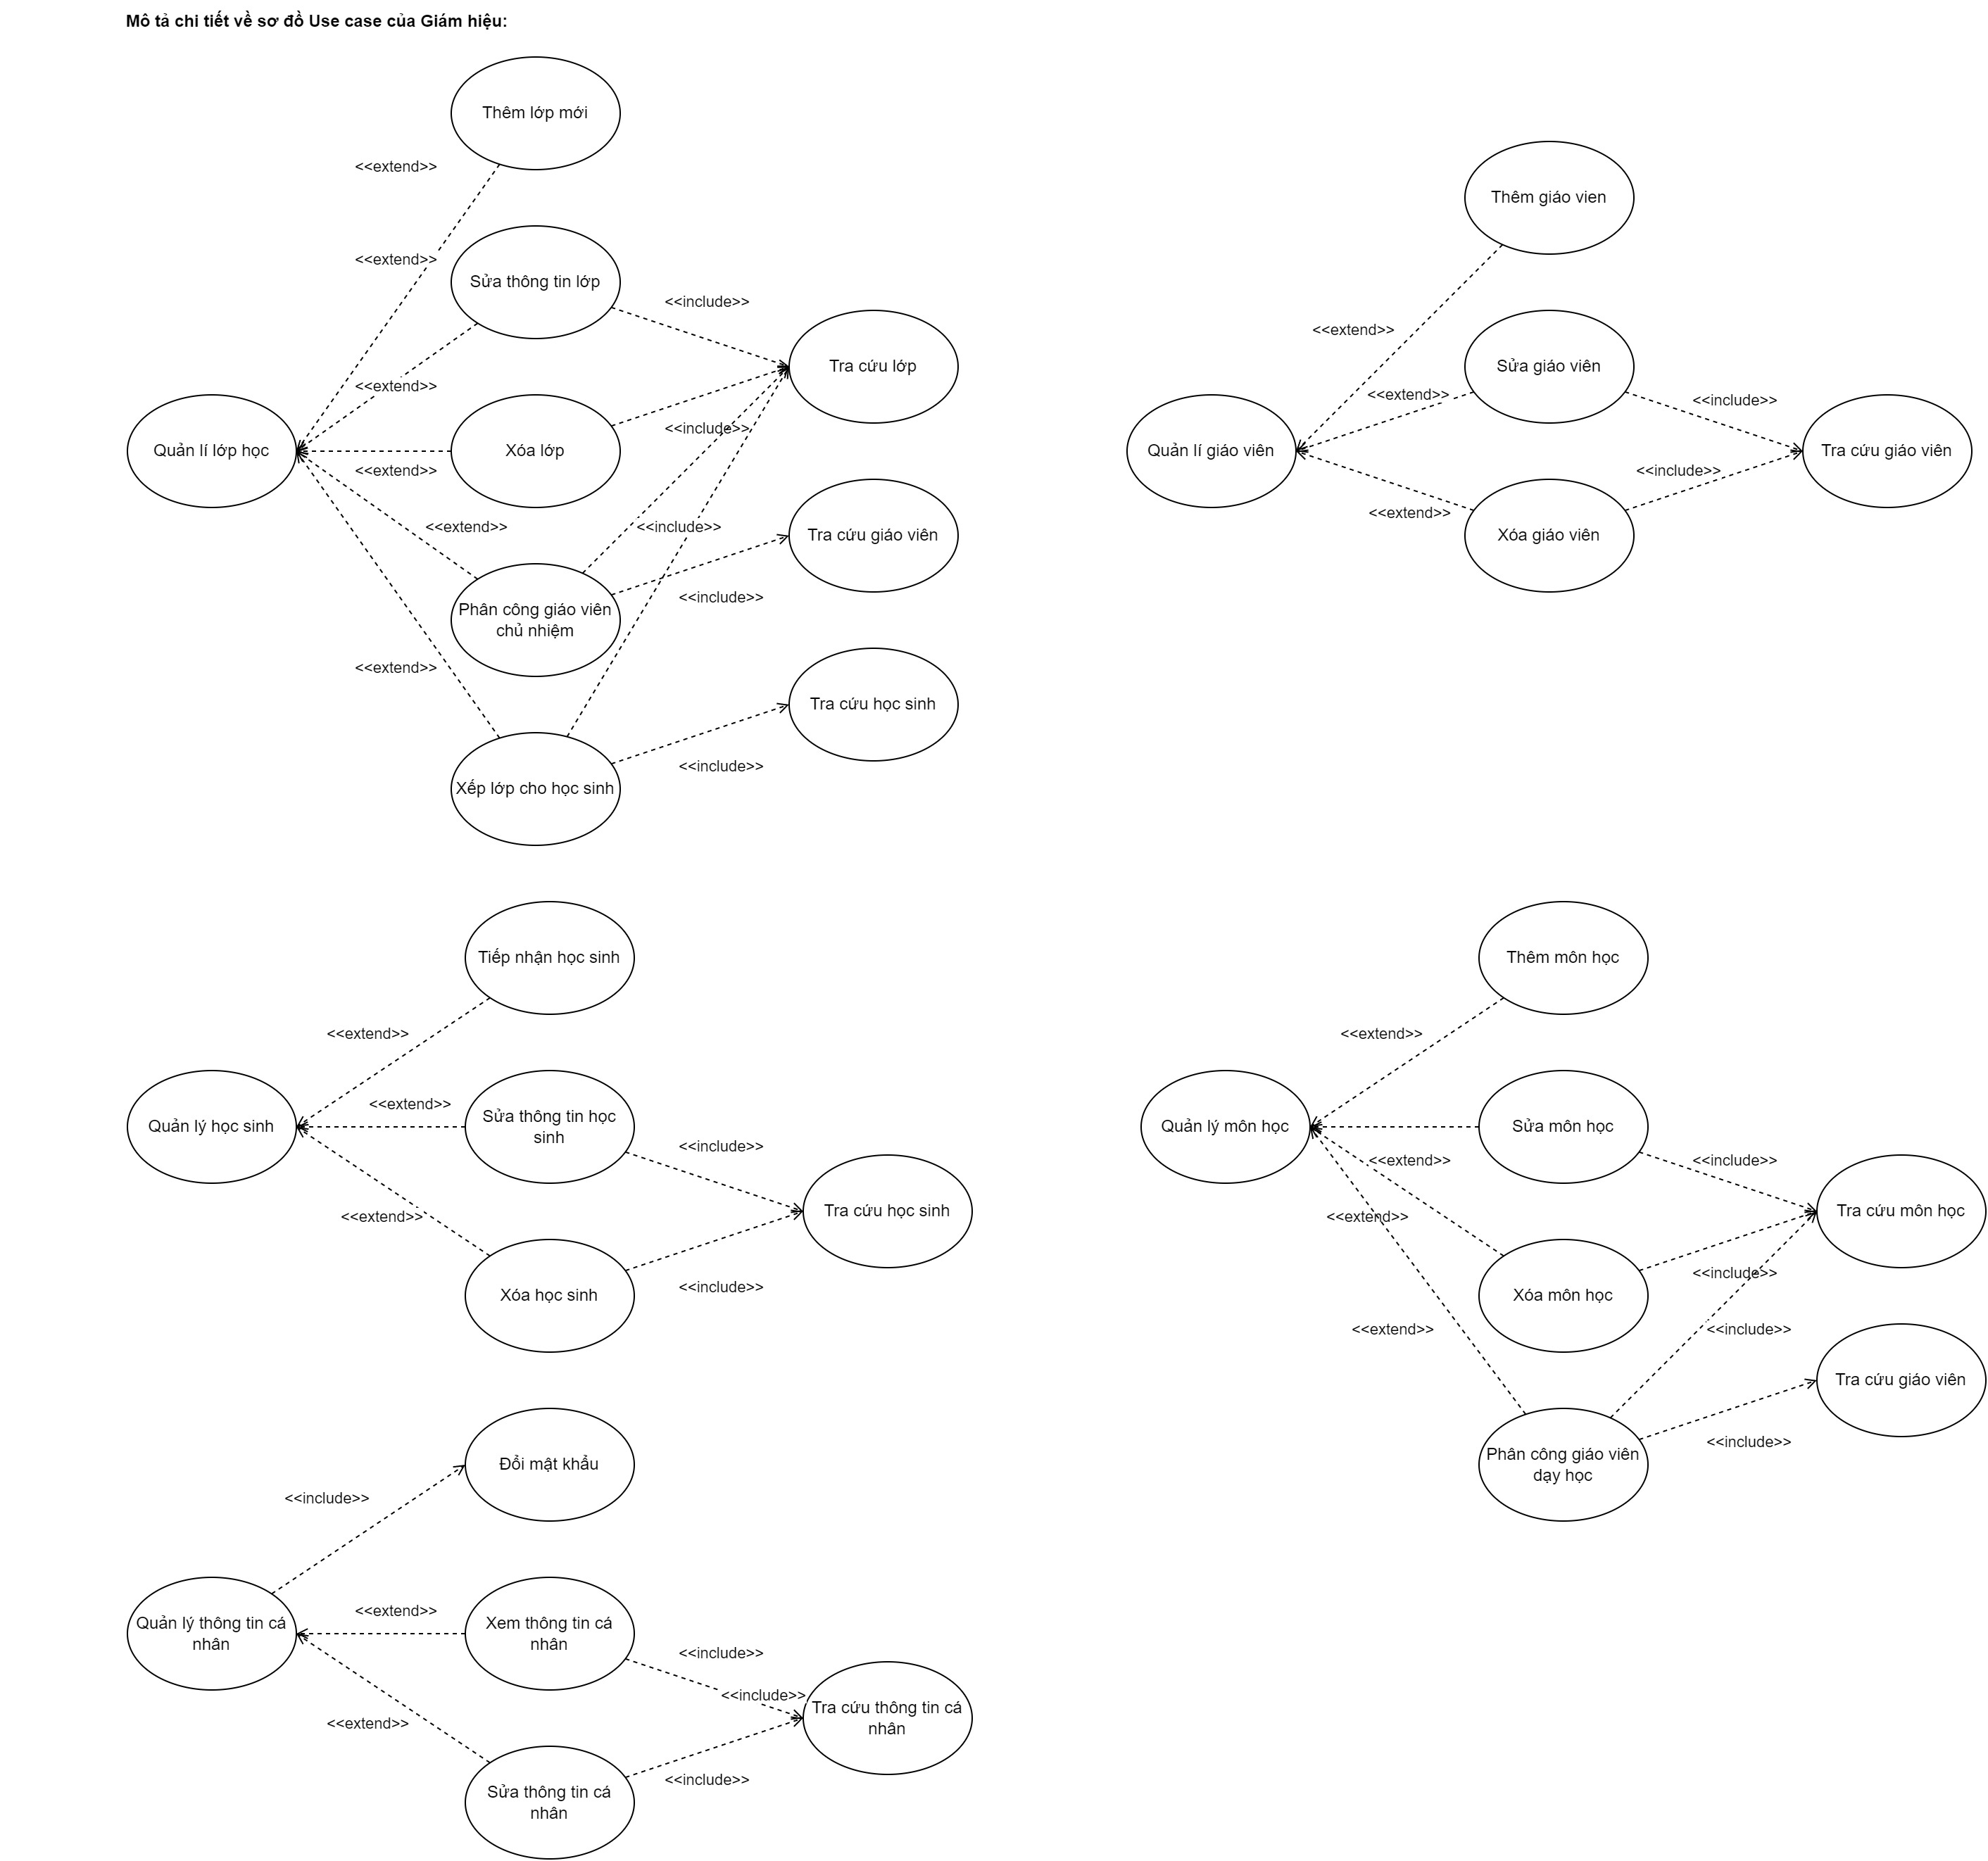 Mô tả chi tiết về sơ đồ Use case của Giám hiệu:
Thêm lớp mới
<<extend>>
<<extend>>
Sửa thông tin lớp
<<include>>
Tra cứu lớp
<<extend>>
Quản lí lớp học
Xóa lớp
<<include>>
<<extend>>
<<extend>>
<<include>>
Tra cứu giáo viên
Phân công giáo viên
chủ nhiệm
<<include>>
<<extend>>
Tra cứu học sinh
<<include>>
Xếp lớp cho học sinh
Thêm giáo vien
<<extend>>
Sửa giáo viên
<<extend>>
<<include>>
Quản lí giáo viên
Tra cứu giáo viên
<<include>>
<<extend>>
Xóa giáo viên
Tiếp nhận học sinh
<<extend>>
<<extend>>
Quản lý học sinh
Sửa thông tin học
sinh
<<include>>
<<extend>>
Tra cứu học sinh
<<include>>
Xóa học sinh
Thêm môn học
<<extend>>
Quản lý môn học
Sửa môn học
<<extend>>
<<include>>
<<extend>>
Tra cứu môn học
<<include>>
Xóa môn học
<<extend>>
<<include>>
Tra cứu giáo viên
<<include>>
Phân công giáo viên
dạy học
Đổi mật khẩu
<<include>>
<<extend>>
Quản lý thông tin cá
nhân
Xem thông tin cá
nhân
<<include>>
<<include>>
Tra cứu thông tin cá
nhân
<<extend>>
<<include>>
Sửa thông tin cá
nhân